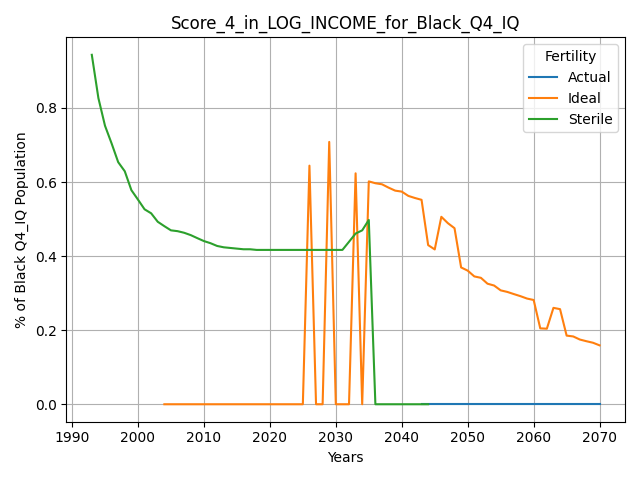 Score_4_in_LOG_INCOME_for_Black_Q4_IQ
Fertility
Actual
Ideal
Sterile
% of Black Q4_IQ Population
0.8
0.6
0.4
0.2
0.0
1990 2000 2010 2020 2030 2040 2050 2060 2070
Years